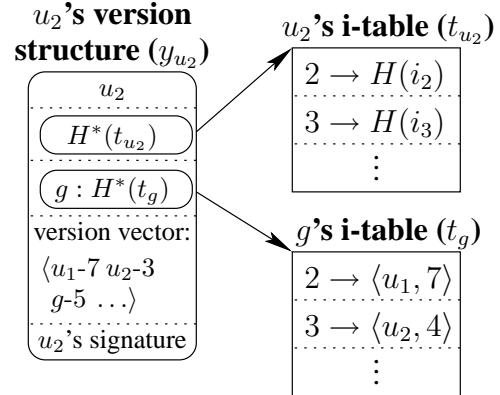 u₂'s version
structure (y_{u₂})
u₂
H*(t_{u₂})
g : H*(t_g)
version vector:
⟨u₁-7 u₂-3
g-5 …⟩
u₂'s signature
u₂'s i-table (t_{u₂})
2 → H(i₂)
3 → H(i₃)
⋮
g's i-table (t_g)
2 → ⟨u₁, 7⟩
3 → ⟨u₂, 4⟩
⋮